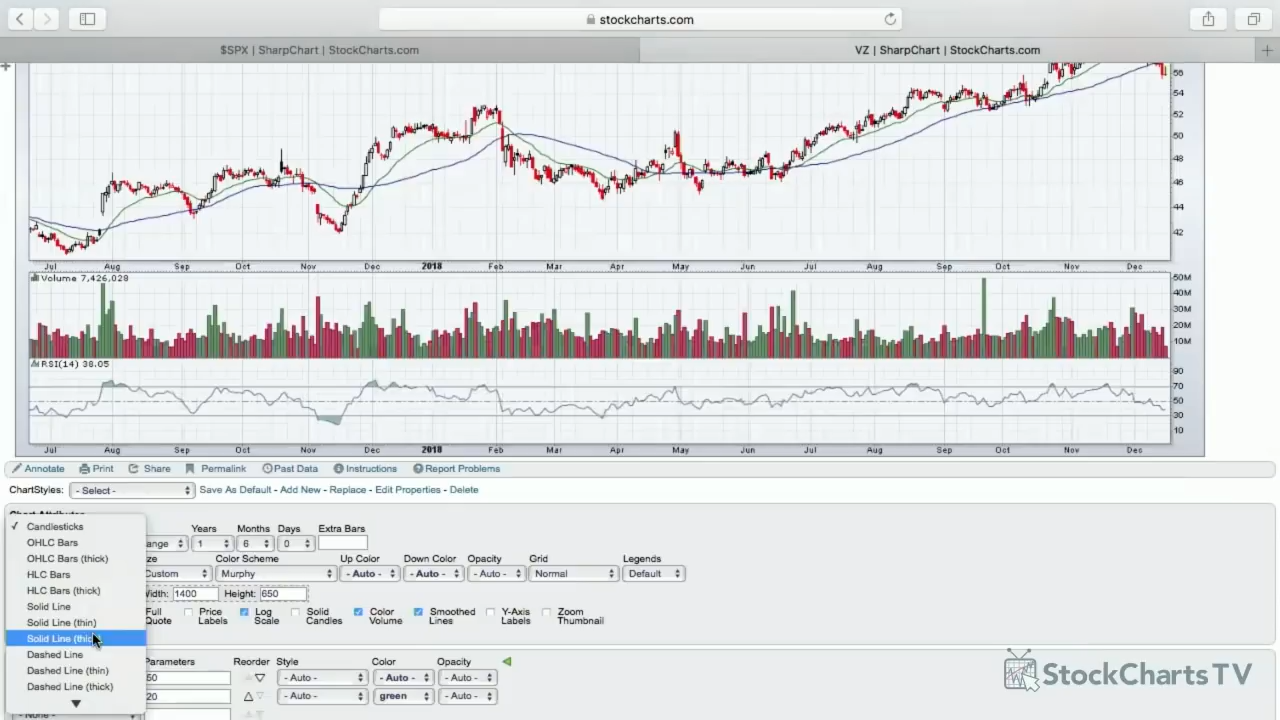 stockcharts.com
$SPX | SharpChart | StockCharts.com
VZ | SharpChart | StockCharts.com
56
54
52
50
48
46
44
42
Jul Aug Sep Oct Nov Dec 2018 Feb Mar Apr May Jun Jul Aug Sep Oct Nov Dec
Volume 7,426,028
50M
40M
30M
20M
10M
RSI(14) 38.05
90
70
50
30
10
Jul Aug Sep Oct Nov Dec 2018 Feb Mar Apr May Jun Jul Aug Sep Oct Nov Dec
Annotate Print Share Permalink Past Data Instructions Report Problems
ChartStyles: - Select - Save As Default - Add New - Replace - Edit Properties - Delete
Candlesticks
OHLC Bars
OHLC Bars (thick)
HLC Bars
HLC Bars (thick)
Solid Line
Solid Line (thin)
Solid Line
Dashed Line
Dashed Line (thin)
Dashed Line (thick)
Years Months Days Extra Bars
1 6 0
Color Scheme Up Color Down Color Opacity Grid Legends
Custom Murphy - Auto - - Auto - - Auto - Normal Default
1400 Height: 650
Full Quote Price Labels Log Scale Solid Candles Color Volume Smoothed Lines Y-Axis Labels Zoom Thumbnail
Parameters Reorder Style Color Opacity
50 - Auto - - Auto - - Auto -
20 - Auto - green - Auto -
- None -
StockChartsTV